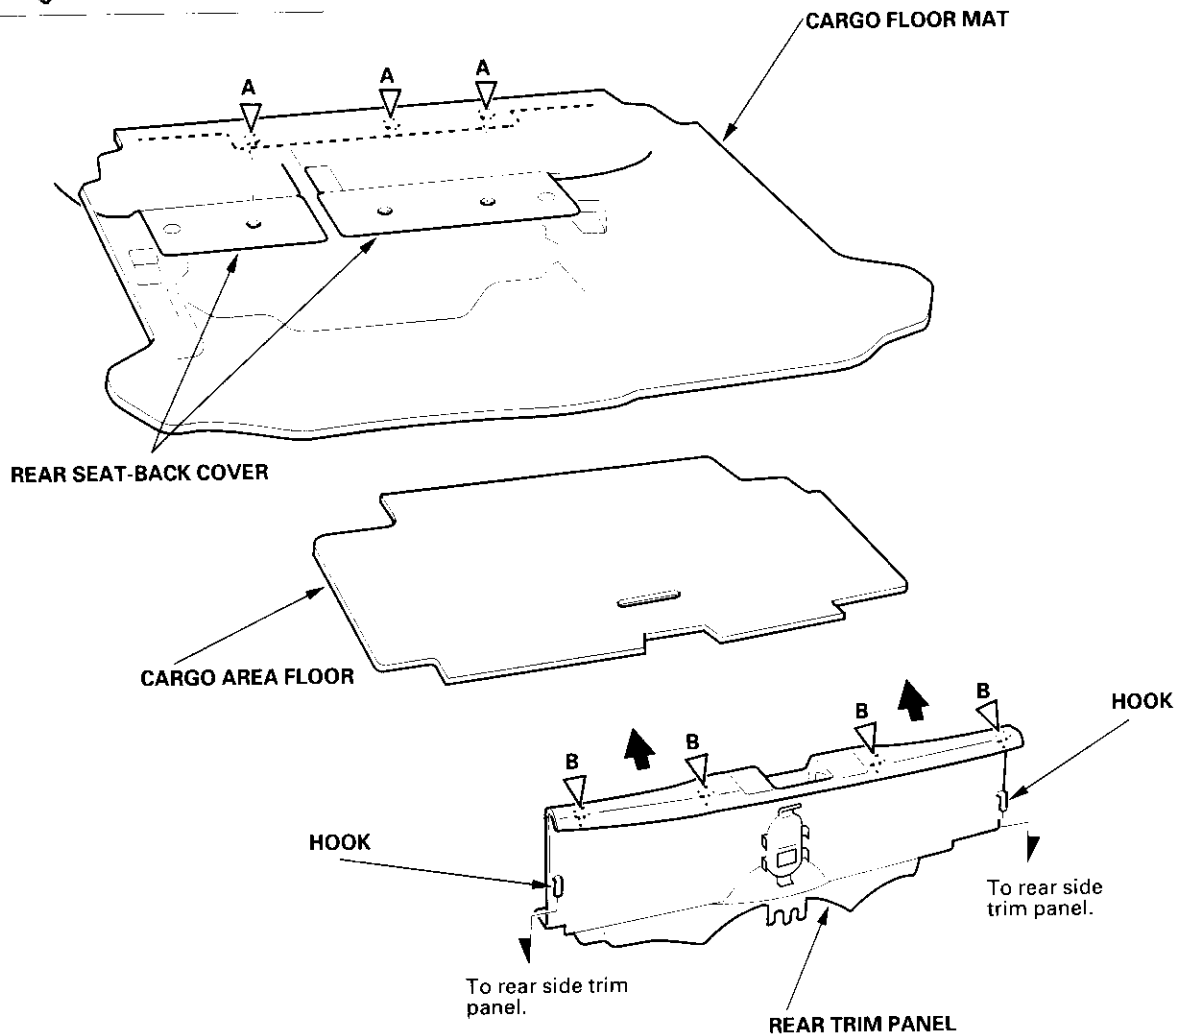 CARGO FLOOR MAT
A
A
A
REAR SEAT-BACK COVER
CARGO AREA FLOOR
B
B
B
B
HOOK
HOOK
To rear side
trim panel.
To rear side trim
panel.
REAR TRIM PANEL